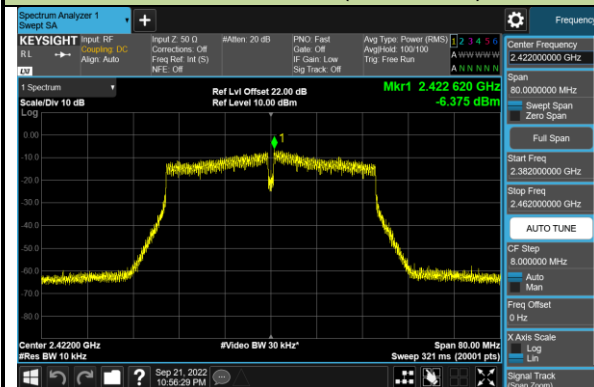 Spectrum Analyzer 1
Swept SA
Frequency
KEYSIGHT
Input: RF
Input Z: 50 Ω
#Atten: 20 dB
PNO: Fast
Avg Type: Power (RMS)
1 2 3 4 5 6
RL
Coupling: DC
Corrections: Off
Gate: Off
Avg|Hold: 100/100
A W W W W W
Align: Auto
Freq Ref: Int (S)
IF Gain: Low
Trig: Free Run
NFE: Off
Sig Track: Off
A N N N N N
LXI
Center Frequency
2.422000000 GHz
Span
80.0000000 MHz
Swept Span
Zero Span
Full Span
Start Freq
2.382000000 GHz
Stop Freq
2.462000000 GHz
AUTO TUNE
CF Step
8.000000 MHz
Auto
Man
Freq Offset
0 Hz
X Axis Scale
Log
Lin
Signal Track
(Span Zoom)
1 Spectrum
Ref Lvl Offset 22.00 dB
Mkr1 2.422 620 GHz
Scale/Div 10 dB
Ref Level 10.00 dBm
-6.375 dBm
Log
1
0.00
-10.0
-20.0
-30.0
-40.0
-50.0
-60.0
-70.0
-80.0
Center 2.42200 GHz
#Video BW 30 kHz*
Span 80.00 MHz
#Res BW 10 kHz
Sweep 321 ms (20001 pts)
?
Sep 21, 2022
10:56:29 PM